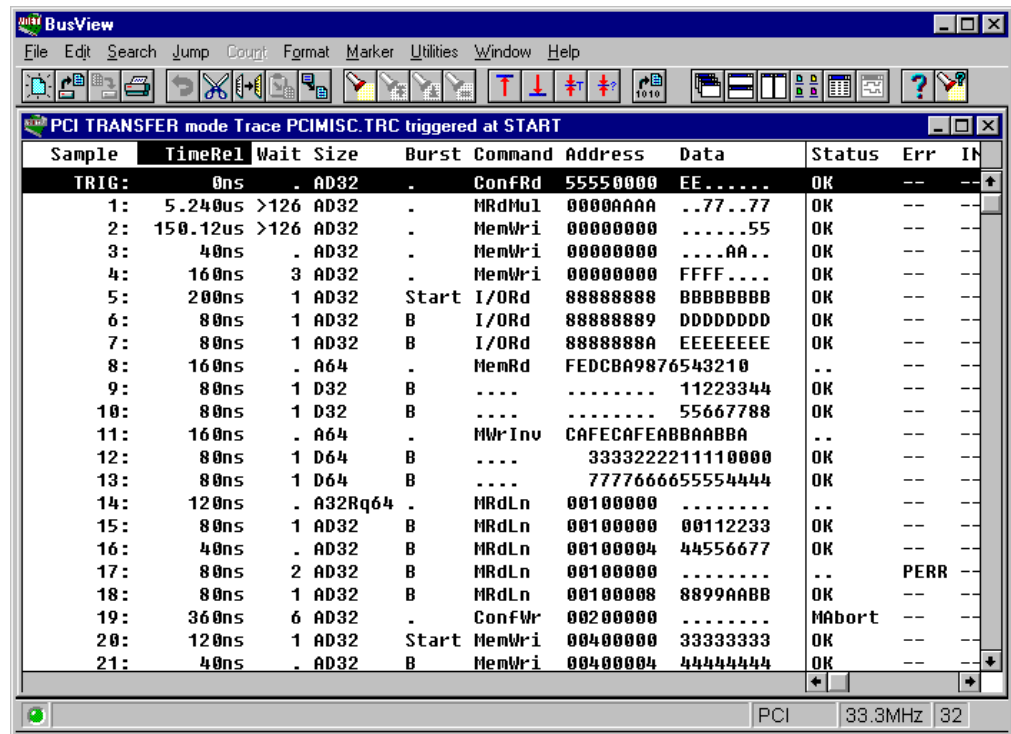 BusView
File Edit Search Jump Count Format Marker Utilities Window Help
PCI TRANSFER mode Trace PCIMISC.TRC triggered at START
Sample TimeRel Wait Size Burst Command Address Data Status Err IN
TRIG: 0ns . AD32 . ConfRd 55550000 EE...... OK -- --
1: 5.240us >126 AD32 . MRdMul 0000AAAA ..77..77 OK -- --
2: 150.12us >126 AD32 . MemWri 00000000 ......55 OK -- --
3: 40ns . AD32 . MemWri 00000000 ....AA.. OK -- --
4: 160ns 3 AD32 . MemWri 00000000 FFFF.... OK -- --
5: 200ns 1 AD32 Start I/ORd 88888888 BBBBBBBB OK -- --
6: 80ns 1 AD32 B I/ORd 88888889 DDDDDDDD OK -- --
7: 80ns 1 AD32 B I/ORd 8888888A EEEEEEEE OK -- --
8: 160ns . A64 . MemRd FEDCBA9876543210 .. -- --
9: 80ns 1 D32 B .... ........ 11223344 OK -- --
10: 80ns 1 D32 B .... ........ 55667788 OK -- --
11: 160ns . A64 . MWrInv CAFECAFEABBAABBA .. -- --
12: 80ns 1 D64 B .... 3333222211110000 OK -- --
13: 80ns 1 D64 B .... 7777666655554444 OK -- --
14: 120ns . A32Rq64 . MRdLn 00100000 ........ .. -- --
15: 80ns 1 AD32 B MRdLn 00100000 00112233 OK -- --
16: 40ns . AD32 B MRdLn 00100004 44556677 OK -- --
17: 80ns 2 AD32 B MRdLn 00100000 ........ .. PERR --
18: 80ns 1 AD32 B MRdLn 00100008 8899AABB OK -- --
19: 360ns 6 AD32 . ConfWr 00200000 ........ MAbort -- --
20: 120ns 1 AD32 Start MemWri 00400000 33333333 OK -- --
21: 40ns . AD32 B MemWri 00400004 44444444 OK -- --
PCI 33.3MHz 32